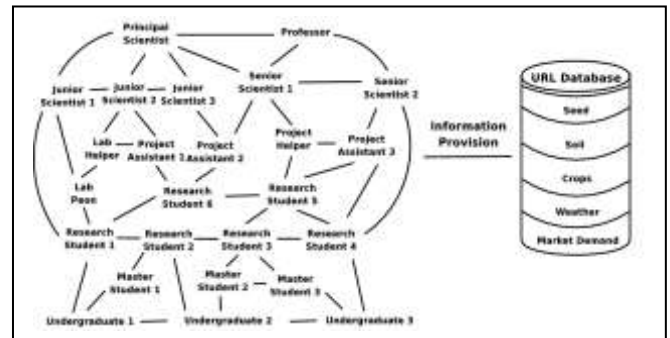 Principal
Scientist
Professor
Junior
Scientist 1
Junior
Scientist 2
Junior
Scientist 3
Senior
Scientist 1
Senior
Scientist 2
Lab
Helper
Project
Assistant 1
Project
Assistant 2
Project
Helper
Project
Assistant 3
Lab
Peon
Research
Student 6
Research
Student 5
Research
Student 1
Research
Student 2
Research
Student 3
Research
Student 4
Master
Student 1
Master
Student 2
Master
Student 3
Undergraduate 1
Undergraduate 2
Undergraduate 3
Information
Provision
URL Database
Seed
Soil
Crops
Weather
Market Demand